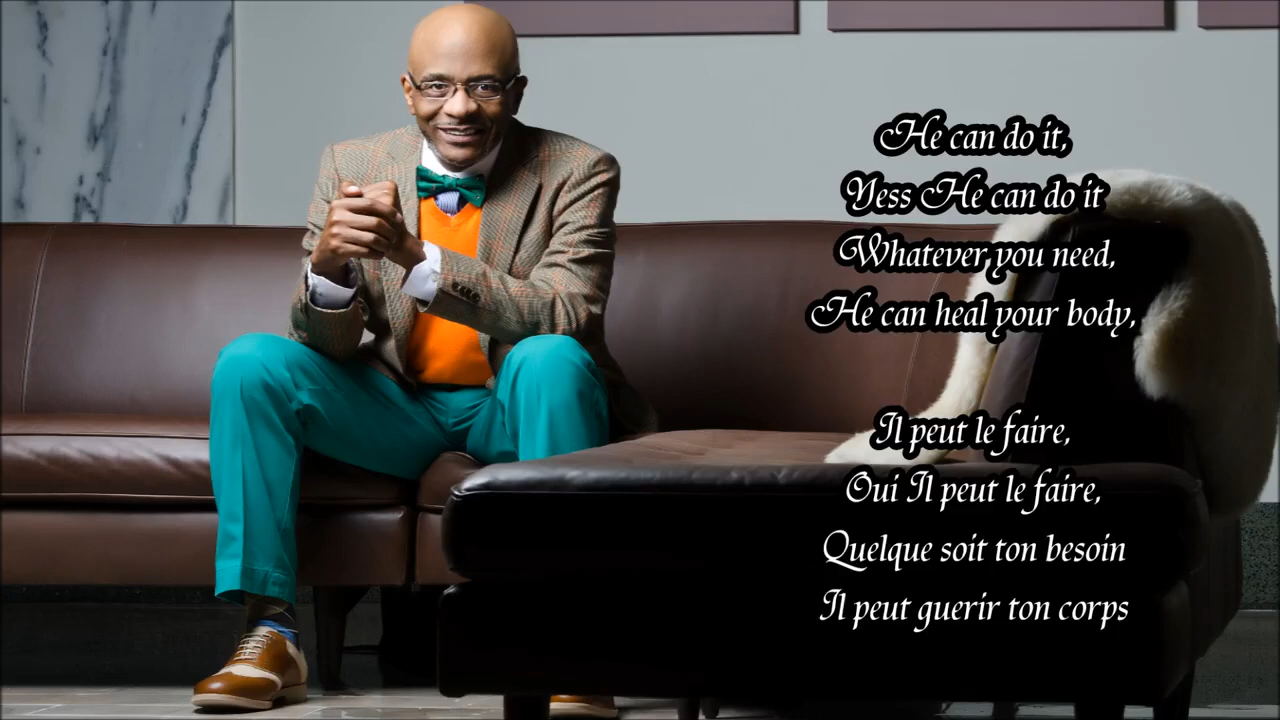 He can do it,
Yess He can do it
Whatever you need,
He can heal your body,
Il peut le faire,
Oui Il peut le faire,
Quelque soit ton besoin
Il peut guerir ton corps